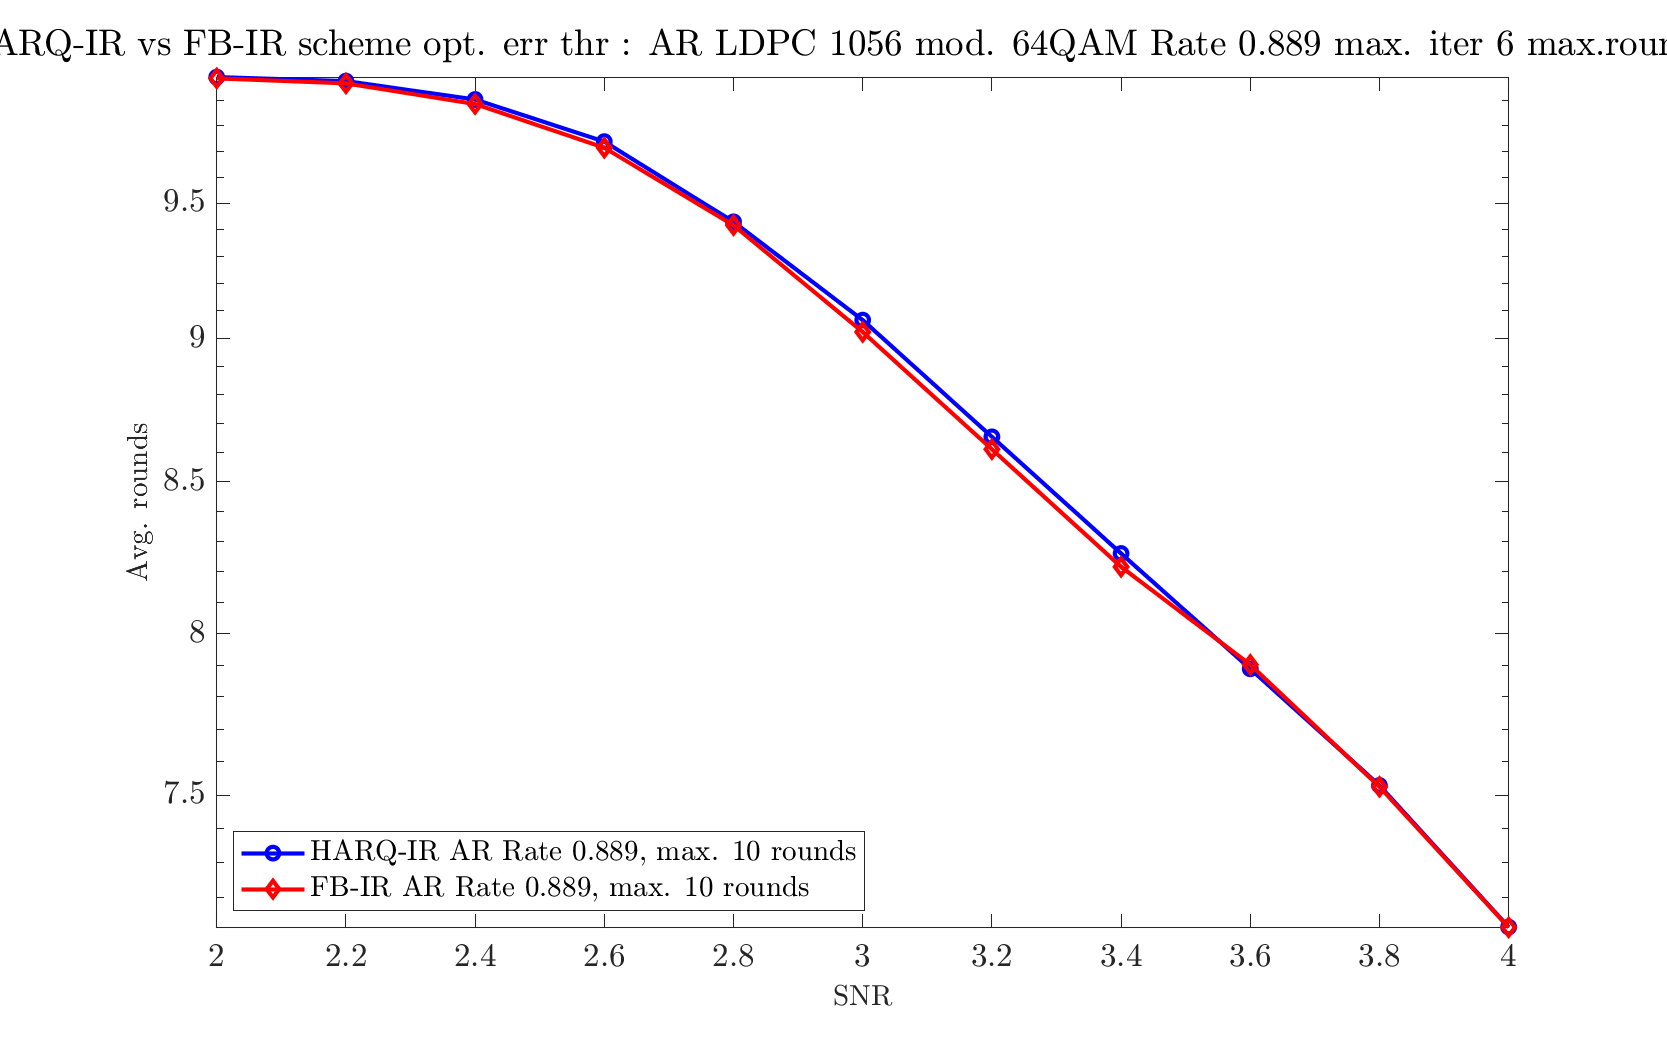 ARQ-IR vs FB-IR scheme opt. err thr : AR LDPC 1056 mod. 64QAM Rate 0.889 max. iter 6 max.roun
9.5
9
8.5
8
7.5
Avg. rounds
HARQ-IR AR Rate 0.889, max. 10 rounds
FB-IR AR Rate 0.889, max. 10 rounds
2 2.2 2.4 2.6 2.8 3 3.2 3.4 3.6 3.8 4
SNR